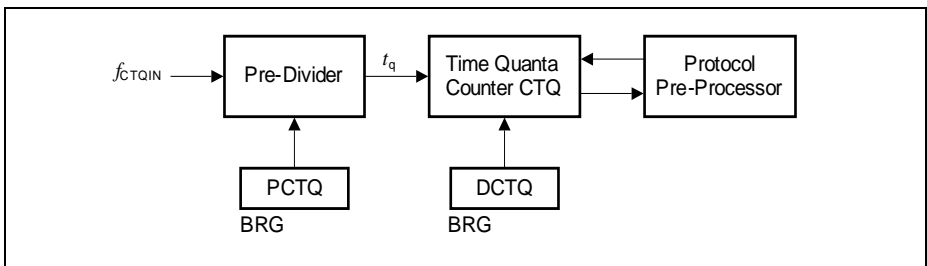 fCTQIN
Pre-Divider
tq
Time Quanta
Counter CTQ
Protocol
Pre-Processor
PCTQ
BRG
DCTQ
BRG